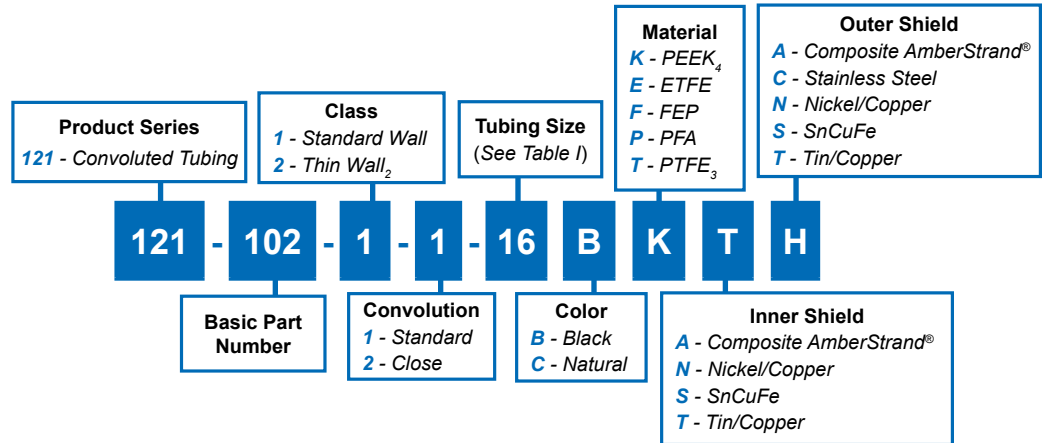 Product Series
121 - Convoluted Tubing
Class
1 - Standard Wall
2 - Thin Wall2
Tubing Size
(See Table I)
Material
K - PEEK4
E - ETFE
F - FEP
P - PFA
T - PTFE3
Outer Shield
A - Composite AmberStrand®
C - Stainless Steel
N - Nickel/Copper
S - SnCuFe
T - Tin/Copper
121 - 102 - 1 - 1 - 16 B K T H
Basic Part
Number
Convolution
1 - Standard
2 - Close
Color
B - Black
C - Natural
Inner Shield
A - Composite AmberStrand®
N - Nickel/Copper
S - SnCuFe
T - Tin/Copper